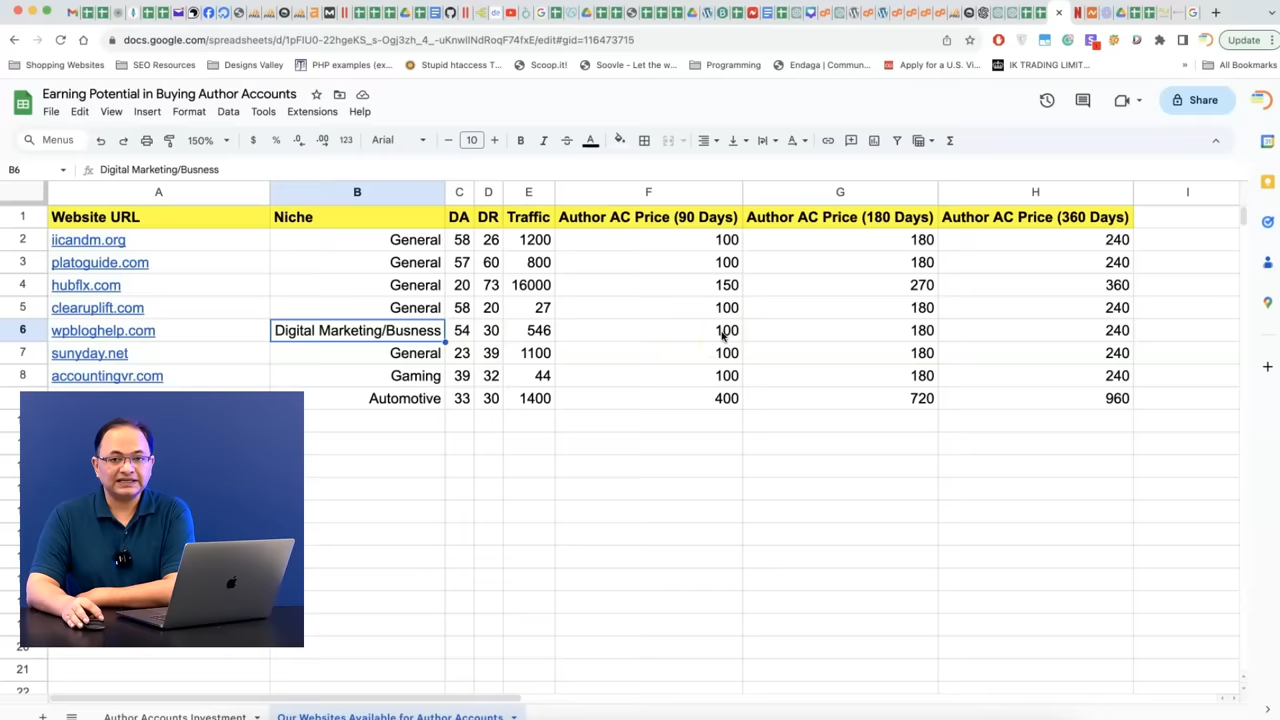 docs.google.com/spreadsheets/d/1pFIU0-22hgeKS_s-Ogj3zh_4_-uKnwIlNdRoqF74fxE/edit#gid=116473715
Update
Shopping Websites SEO Resources Designs Valley PHP examples (ex... Stupid htaccess T... Scoop.it! Soovle - Let the w... Programming Endaga | Commun... Apply for a U.S. Vi... IK TRADING LIMIT... » All Bookmarks
Earning Potential in Buying Author Accounts
File Edit View Insert Format Data Tools Extensions Help
Share
Menus 150% $ % .0 .00 123 Arial 10 B I A
B6 fx Digital Marketing/Busness
A B C D E F G H I
1 Website URL Niche DA DR Traffic Author AC Price (90 Days) Author AC Price (180 Days) Author AC Price (360 Days)
2 iicandm.org General 58 26 1200 100 180 240
3 platoguide.com General 57 60 800 100 180 240
4 hubflx.com General 20 73 16000 150 270 360
5 clearuplift.com General 58 20 27 100 180 240
6 wpbloghelp.com Digital Marketing/Busness 54 30 546 100 180 240
7 sunyday.net General 23 39 1100 100 180 240
8 accountingvr.com Gaming 39 32 44 100 180 240
Automotive 33 30 1400 400 720 960
21
22
Author Accounts Investment Our Websites Available for Author Accounts